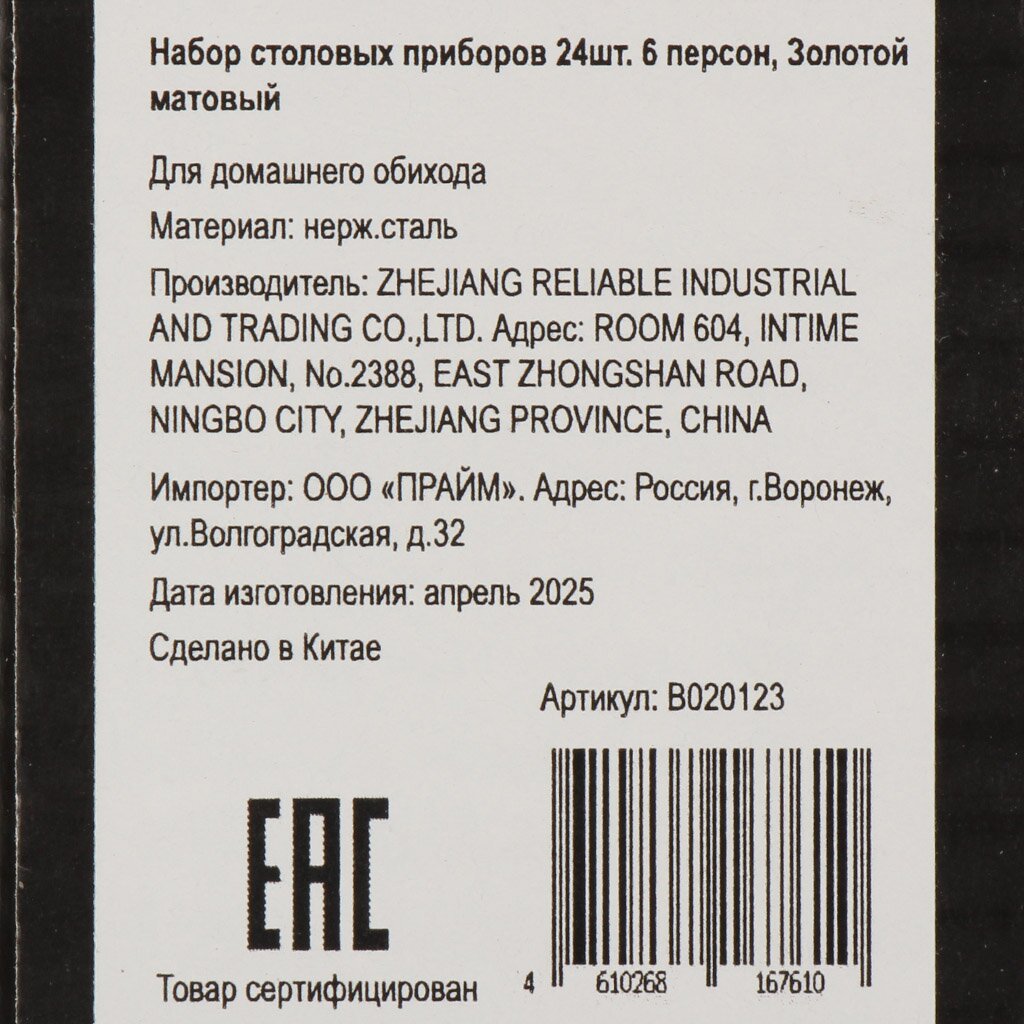 Набор столовых приборов 24шт. 6 персон, Золотой
матовый
Для домашнего обихода
Материал: нерж.сталь
Производитель: ZHEJIANG RELIABLE INDUSTRIAL
AND TRADING CO.,LTD. Адрес: ROOM 604, INTIME
MANSION, No.2388, EAST ZHONGSHAN ROAD,
NINGBO CITY, ZHEJIANG PROVINCE, CHINA
Импортер: ООО «ПРАЙМ». Адрес: Россия, г.Воронеж,
ул.Волгоградская, д.32
Дата изготовления: апрель 2025
Сделано в Китае
Артикул: B020123
EAC
Товар сертифицирован
4 610268 167610